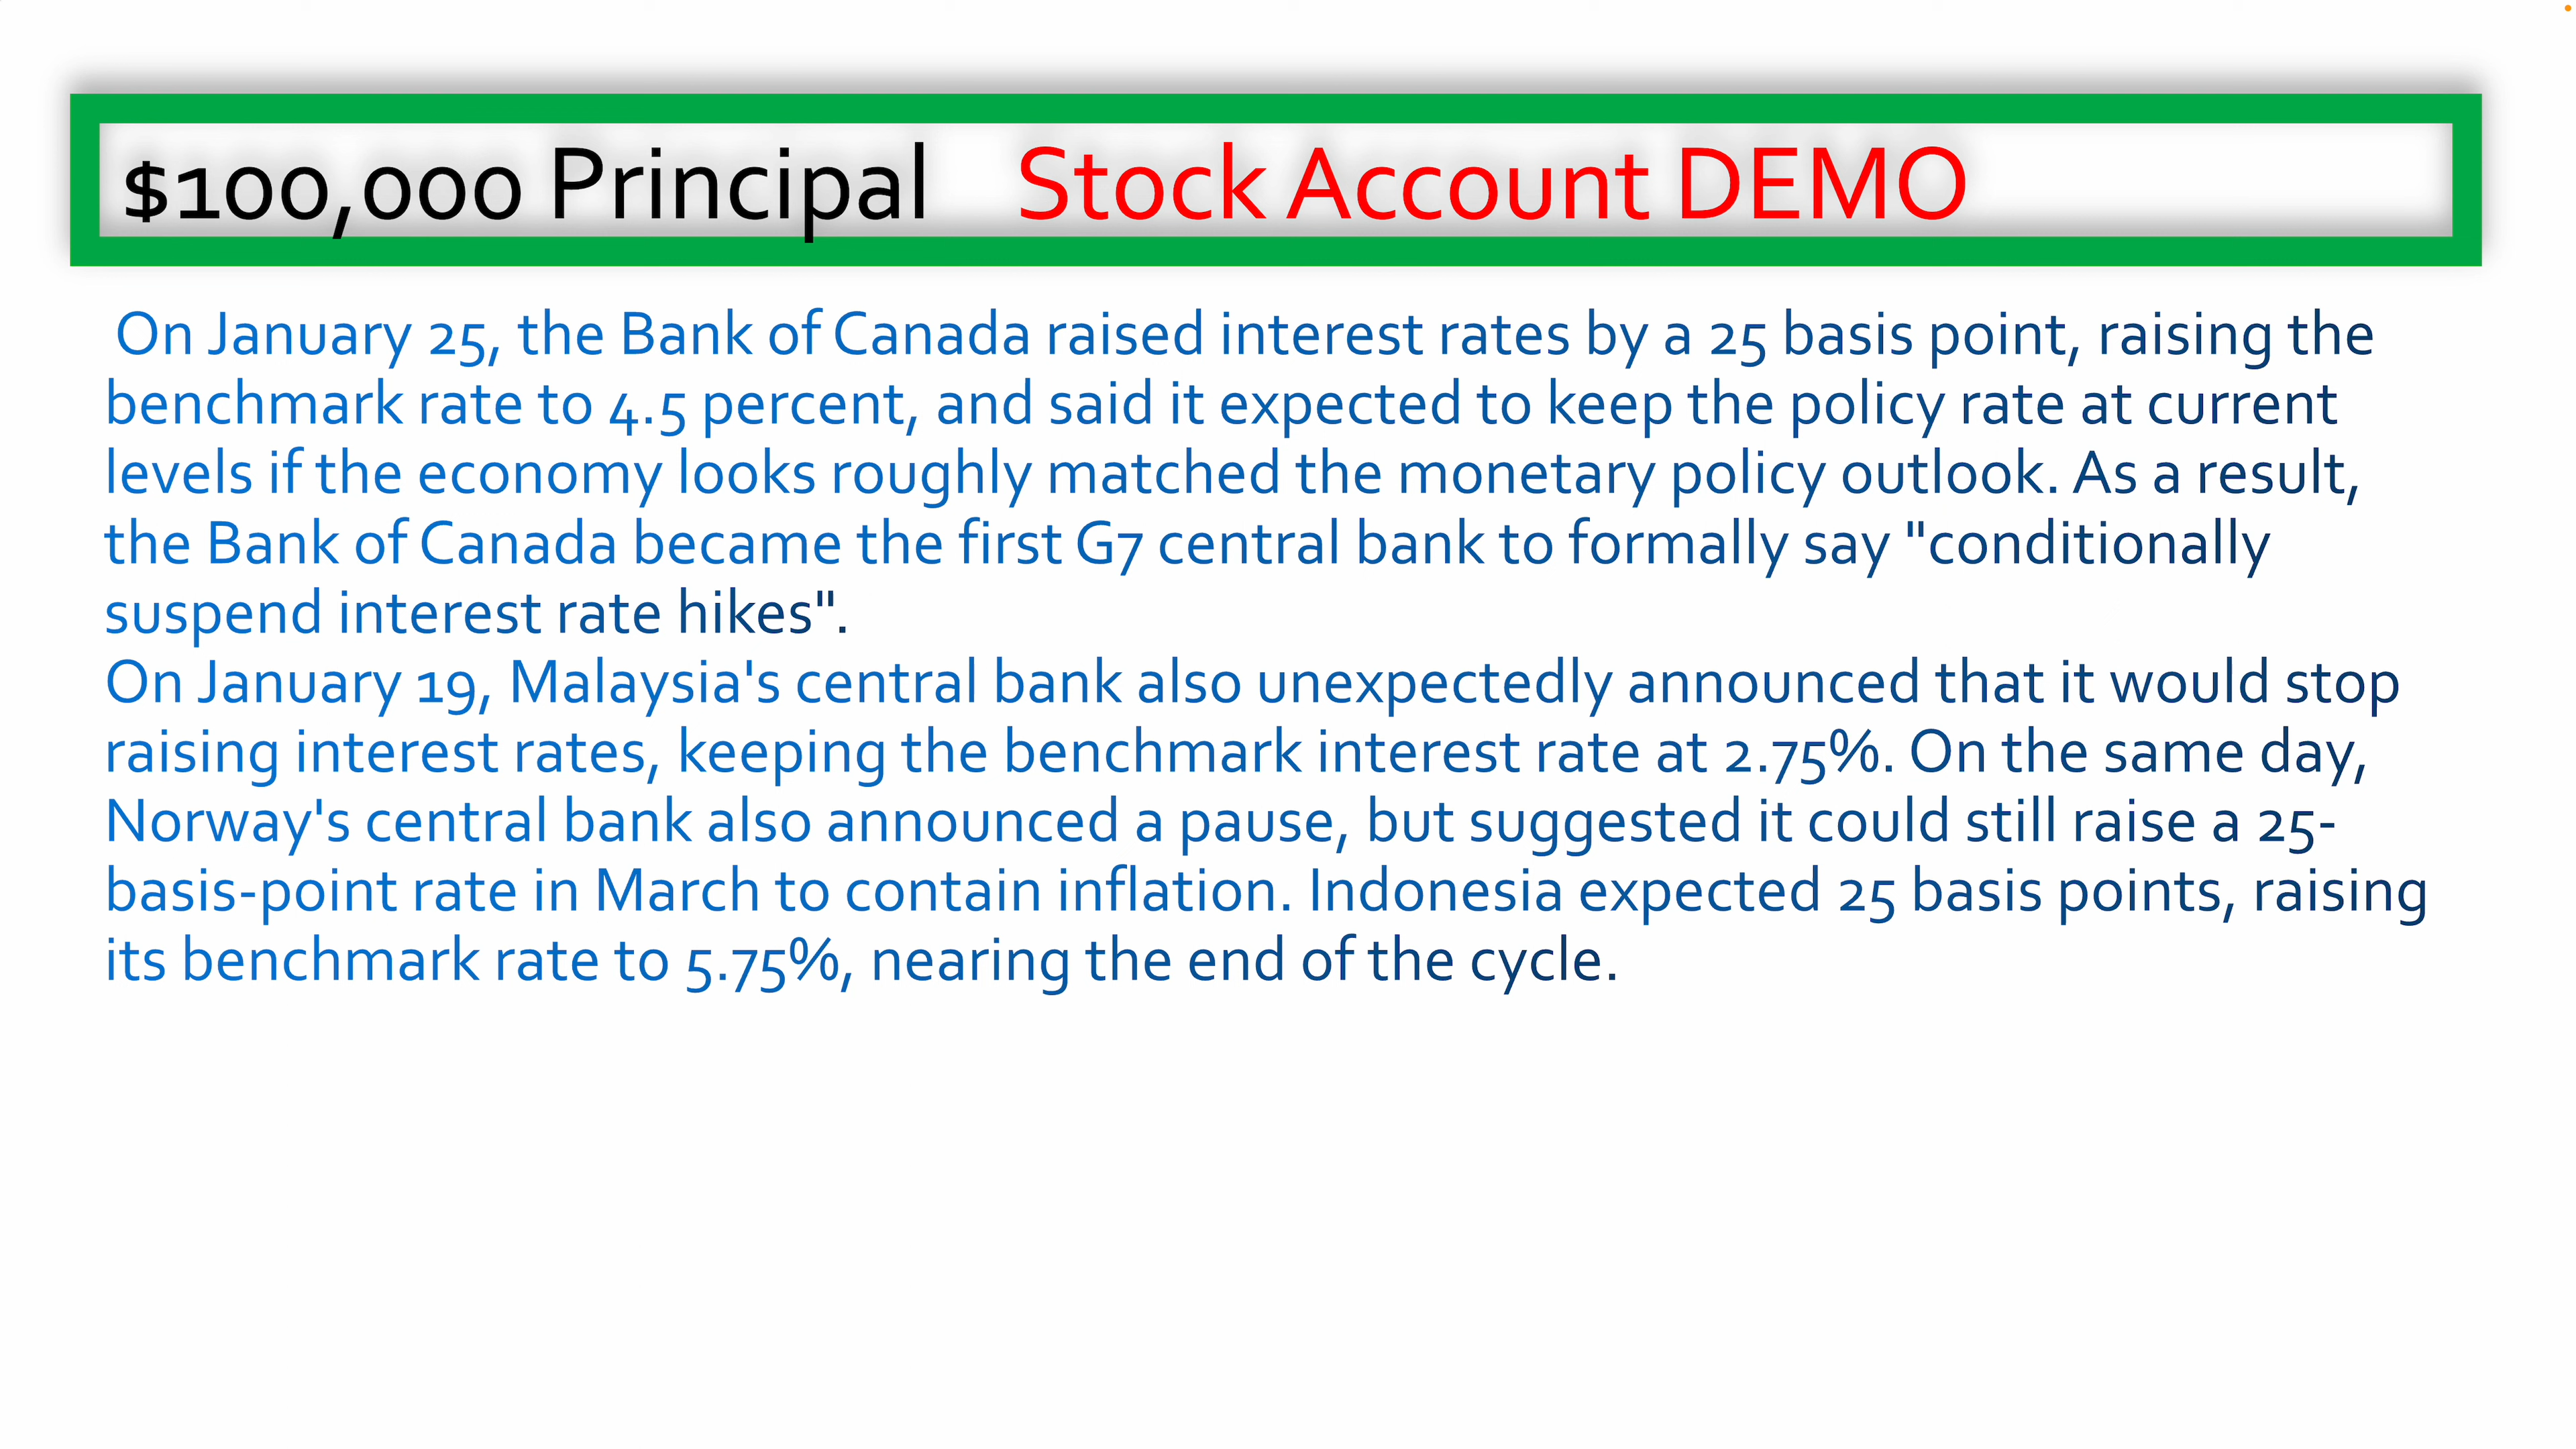 $100,000 Principal Stock Account DEMO
On January 25, the Bank of Canada raised interest rates by a 25 basis point, raising the
benchmark rate to 4.5 percent, and said it expected to keep the policy rate at current
levels if the economy looks roughly matched the monetary policy outlook. As a result,
the Bank of Canada became the first G7 central bank to formally say "conditionally
suspend interest rate hikes".
On January 19, Malaysia's central bank also unexpectedly announced that it would stop
raising interest rates, keeping the benchmark interest rate at 2.75%. On the same day,
Norway's central bank also announced a pause, but suggested it could still raise a 25-
basis-point rate in March to contain inflation. Indonesia expected 25 basis points, raising
its benchmark rate to 5.75%, nearing the end of the cycle.